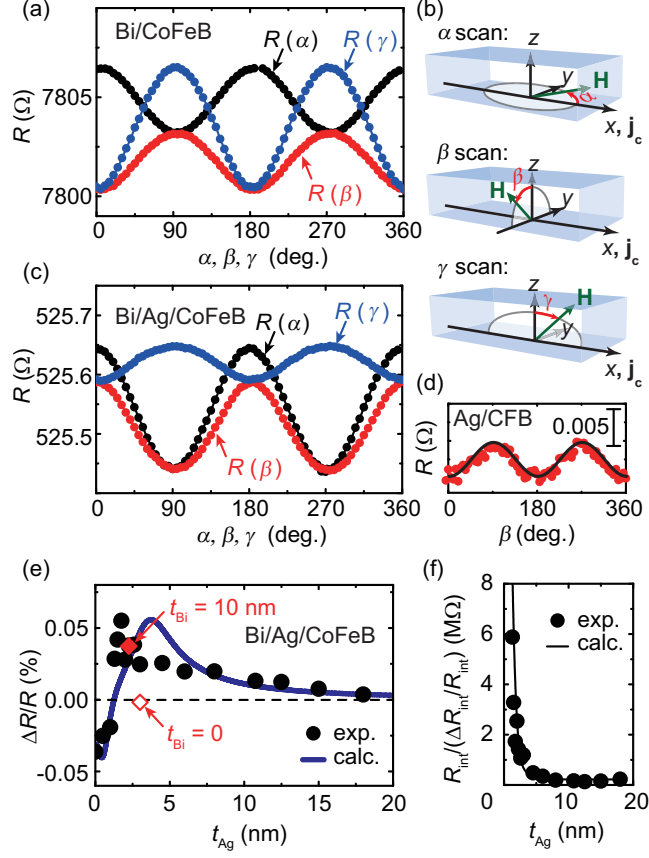 (a)
Bi/CoFeB
R(α)
R(γ)
R(β)
R (Ω)
7805
7800
0 90 180 270 360
α, β, γ (deg.)
(b)
α scan:
z
y
H
α
x, jc
β scan:
z
β
H
y
x, jc
γ scan:
z
γ
H
y
x, jc
(c)
Bi/Ag/CoFeB
R(α)
R(γ)
R(β)
R (Ω)
525.7
525.6
525.5
0 90 180 270 360
α, β, γ (deg.)
(d)
Ag/CFB
0.005
R (Ω)
0 90 180 270 360
β (deg.)
(e)
tBi = 10 nm
Bi/Ag/CoFeB
tBi = 0
exp.
calc.
ΔR/R (%)
0.05
0.00
-0.05
0 5 10 15 20
tAg (nm)
(f)
exp.
calc.
Rint/(ΔRint/Rint) (MΩ)
8
6
4
2
0
0 10 20
tAg (nm)